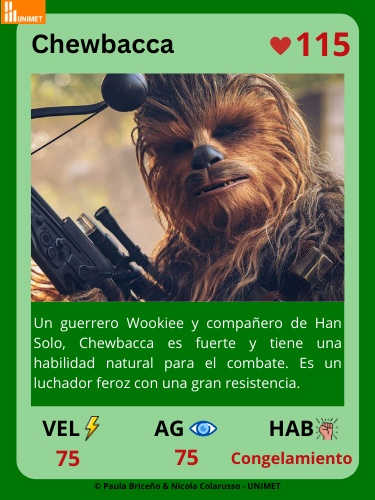 UNIMET
Chewbacca
115
Un guerrero Wookiee y compañero de Han
Solo, Chewbacca es fuerte y tiene una
habilidad natural para el combate. Es un
luchador feroz con una gran resistencia.
VEL AG HAB
75 75 Congelamiento
© Paula Briceño & Nicola Colarusso - UNIMET